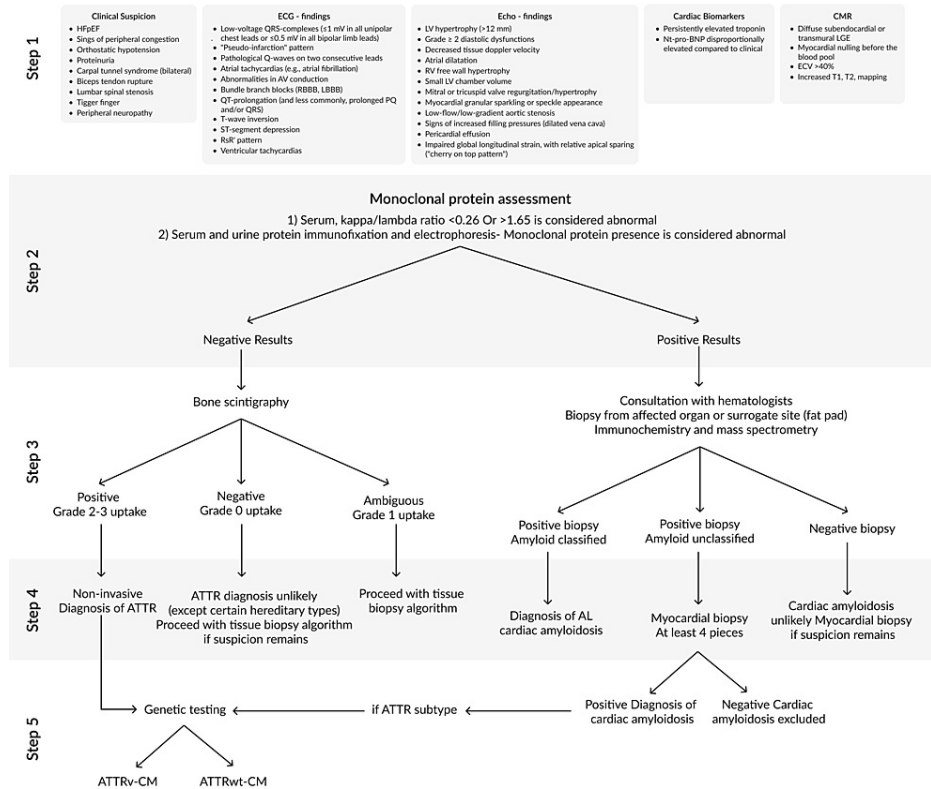 Step 1
Clinical Suspicion
HFpEF
Sings of peripheral congestion
Orthostatic hypotension
Proteinuria
Carpal tunnel syndrome (bilateral)
Biceps tendon rupture
Lumbar spinal stenosis
Tigger finger
Peripheral neuropathy
ECG - findings
Low-voltage QRS-complexes (≤1 mV in all unipolar
chest leads or ≤0.5 mV in all bipolar limb leads)
"Pseudo-infarction" pattern
Pathological Q-waves on two consecutive leads
Atrial tachycardias (e.g., atrial fibrillation)
Abnormalities in AV conduction
Bundle branch blocks (RBBB, LBBB)
QT-prolongation (and less commonly, prolonged PQ
and/or QRS)
T-wave inversion
ST-segment depression
RsR' pattern
Ventricular tachycardias
Echo - findings
LV hypertrophy (>12 mm)
Grade ≥ 2 diastolic dysfunctions
Decreased tissue doppler velocity
Atrial dilatation
RV free wall hypertrophy
Small LV chamber volume
Mitral or tricuspid valve regurgitation/hypertrophy
Myocardial granular sparkling or speckle appearance
Low-flow/low-gradient aortic stenosis
Signs of increased filling pressures (dilated vena cava)
Pericardial effusion
Impaired global longitudinal strain, with relative apical sparing
("cherry on top pattern")
Cardiac Biomarkers
Persistently elevated troponin
Nt-pro-BNP disproportionally
elevated compared to clinical
CMR
Diffuse subendocardial or
transmural LGE
Myocardial nulling before the
blood pool
ECV >40%
Increased T1, T2, mapping
Step 2
Monoclonal protein assessment
1) Serum, kappa/lambda ratio <0.26 Or >1.65 is considered abnormal
2) Serum and urine protein immunofixation and electrophoresis- Monoclonal protein presence is considered abnormal
Negative Results
Positive Results
Step 3
Bone scintigraphy
Consultation with hematologists
Biopsy from affected organ or surrogate site (fat pad)
Immunochemistry and mass spectrometry
Positive
Grade 2-3 uptake
Negative
Grade 0 uptake
Ambiguous
Grade 1 uptake
Positive biopsy
Amyloid classified
Positive biopsy
Amyloid unclassified
Negative biopsy
Step 4
Non-invasive
Diagnosis of ATTR
ATTR diagnosis unlikely
(except certain hereditary types)
Proceed with tissue biopsy algorithm
if suspicion remains
Proceed with tissue
biopsy algorithm
Diagnosis of AL
cardiac amyloidosis
Myocardial biopsy
At least 4 pieces
Cardiac amyloidosis
unlikely Myocardial biopsy
if suspicion remains
Step 5
Genetic testing
if ATTR subtype
Positive Diagnosis of
cardiac amyloidosis
Negative Cardiac
amyloidosis excluded
ATTRv-CM
ATTRwt-CM